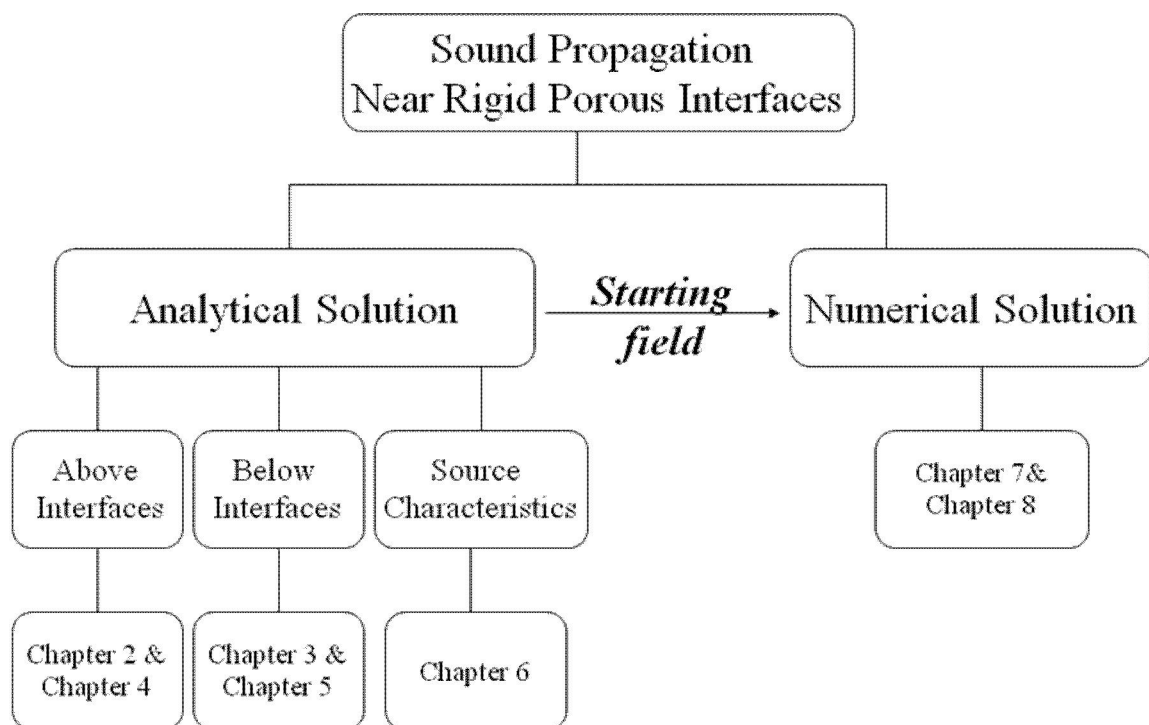 Sound Propagation
Near Rigid Porous Interfaces
Analytical Solution
Starting
field
Numerical Solution
Above
Interfaces
Below
Interfaces
Source
Characteristics
Chapter 7&
Chapter 8
Chapter 2 &
Chapter 4
Chapter 3 &
Chapter 5
Chapter 6